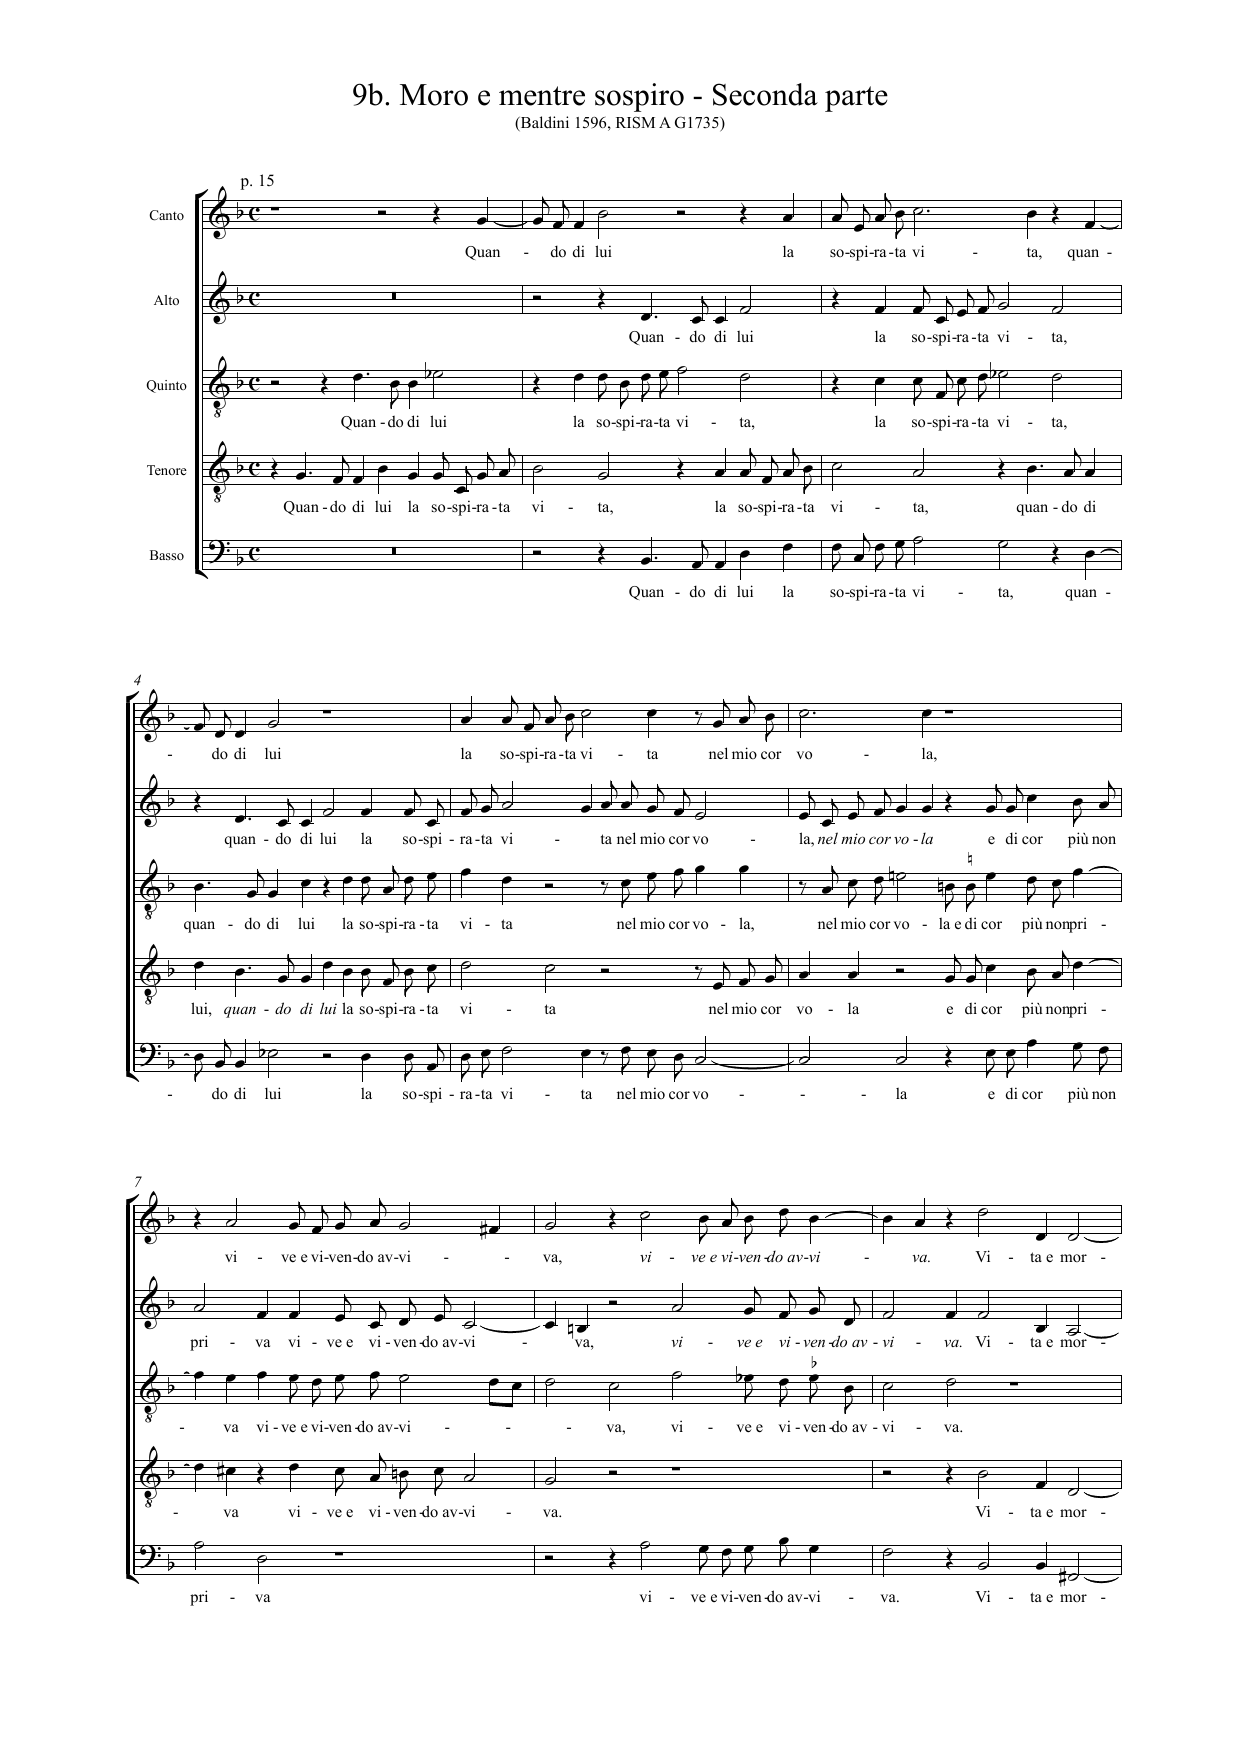 9b. Moro e mentre sospiro - Seconda parte
(Baldini 1596, RISM A G1735)
p. 15
Canto
Quan - do di lui la so-spi-ra-ta vi - ta, quan -
Alto
Quan - do di lui la so-spi-ra-ta vi - ta,
Quinto
8
Quan - do di lui la so-spi-ra-ta vi - ta, la so-spi-ra-ta vi - ta,
Tenore
8
Quan - do di lui la so-spi-ra-ta vi - ta, la so-spi-ra-ta vi - ta, quan - do di
Basso
Quan - do di lui la so-spi-ra-ta vi - ta, quan -
4
- do di lui la so-spi-ra-ta vi - ta nel mio cor vo - la,
quan - do di lui la so-spi - ra-ta vi - ta nel mio cor vo - la, nel mio cor vo - la e di cor più non
8
quan - do di lui la so-spi-ra-ta vi - ta nel mio cor vo - la, nel mio cor vo - la e di cor più non pri -
8
lui, quan - do di lui la so-spi-ra-ta vi - ta nel mio cor vo - la e di cor più non pri -
- do di lui la so-spi - ra-ta vi - ta nel mio cor vo - - - la e di cor più non
7
vi - ve e vi-ven-do av-vi - - va, vi - ve e vi-ven-do av-vi - va. Vi - ta e mor -
pri - va vi - ve e vi-ven-do av-vi - va, vi - ve e vi - ven-do av - vi - va. Vi - ta e mor -
8
- va vi - ve e vi-ven-do av-vi - - - va, vi - ve e vi - ven-do av - vi - va.
8
- va vi - ve e vi - ven-do av-vi - va. Vi - ta e mor -
pri - va vi - ve e vi-ven-do av-vi - va. Vi - ta e mor -